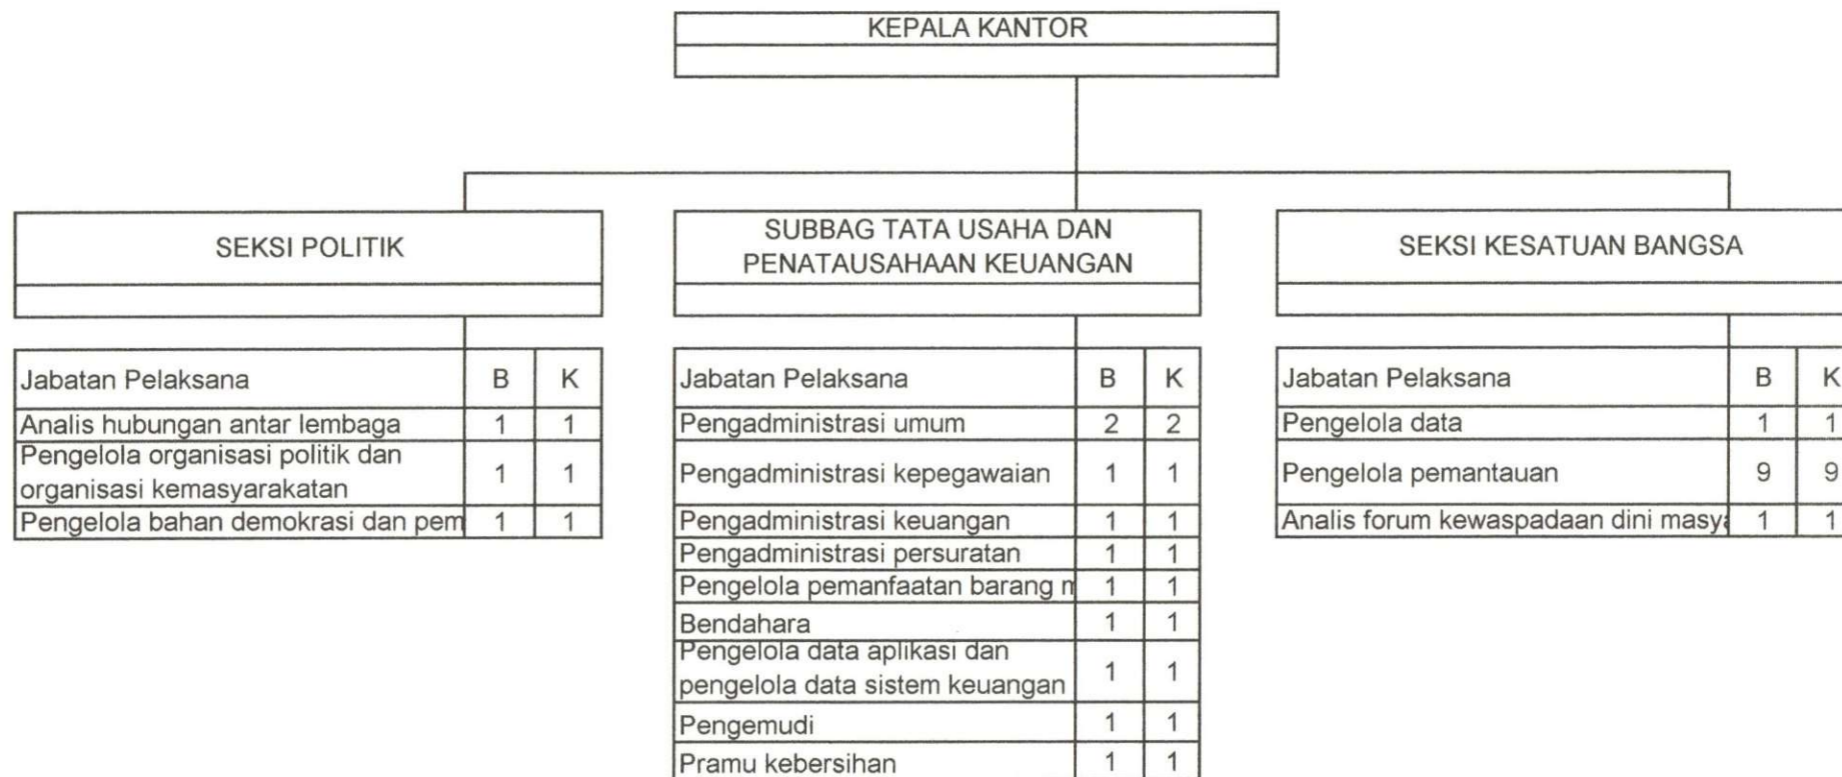 KEPALA KANTOR
SEKSI POLITIK
Jabatan Pelaksana B K
Analis hubungan antar lembaga 1 1
Pengelola organisasi politik dan
organisasi kemasyarakatan 1 1
Pengelola bahan demokrasi dan pem 1 1
SUBBAG TATA USAHA DAN
PENATAUSAHAAN KEUANGAN
Jabatan Pelaksana B K
Pengadministrasi umum 2 2
Pengadministrasi kepegawaian 1 1
Pengadministrasi keuangan 1 1
Pengadministrasi persuratan 1 1
Pengelola pemanfaatan barang 1 1
Bendahara 1 1
Pengelola data aplikasi dan
pengelola data sistem keuangan 1 1
Pengemudi 1 1
Pramu kebersihan 1 1
SEKSI KESATUAN BANGSA
Jabatan Pelaksana B K
Pengelola data 1 1
Pengelola pemantauan 9 9
Analis forum kewaspadaan dini 1 1